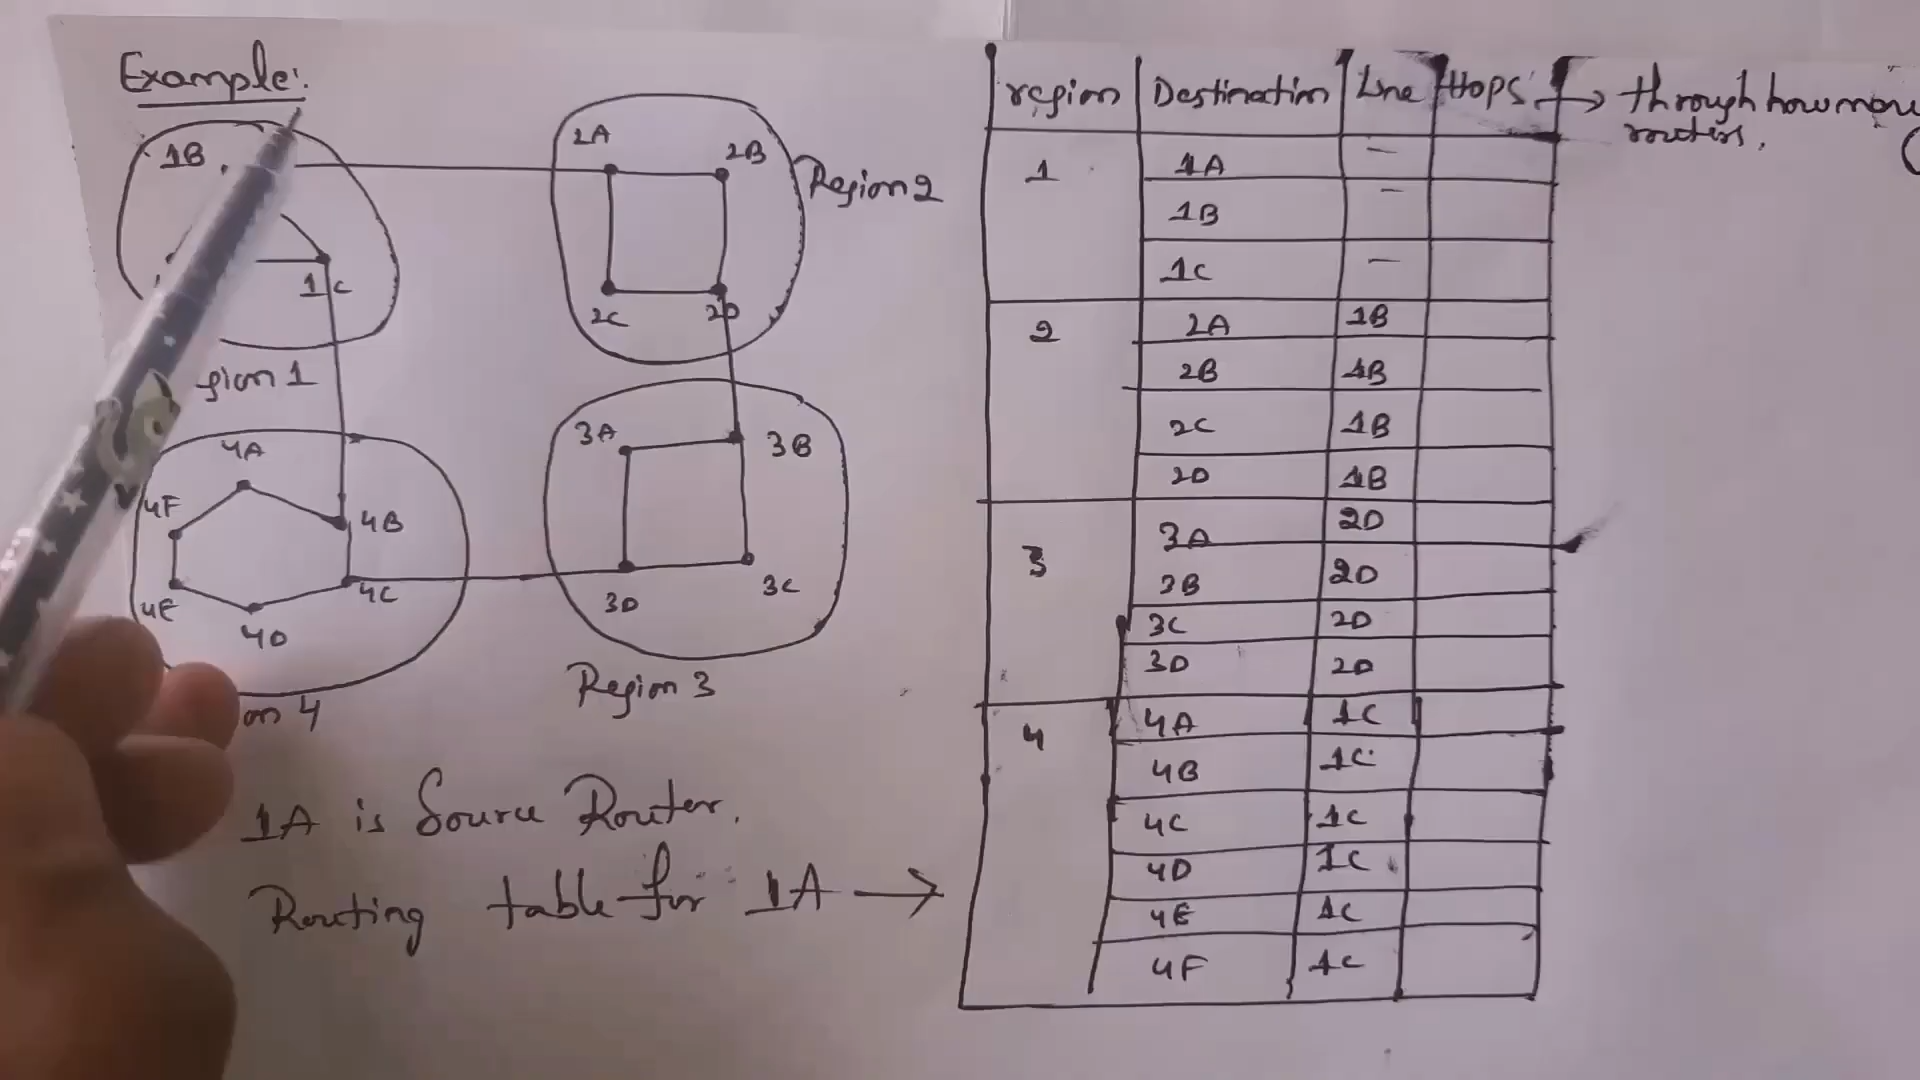 Example:
1B
1C
gion 1
2A
2B
2C
2D
Region 2
4A
4F
4B
4E
4C
4D
on 4
3A
3B
3D
3C
Region 3
1A is Source Router.
Routing table for 1A →
region Destination Line Hops → through how many
routers.
1 1A –
1B –
1C –
2 2A 1B
2B 1B
2C 1B
2D 1B
3 3A 2D
3B 2D
3C 2D
3D 2D
4 4A 1C
4B 1C
4C 1C
4D 1C
4E 1C
4F 1C